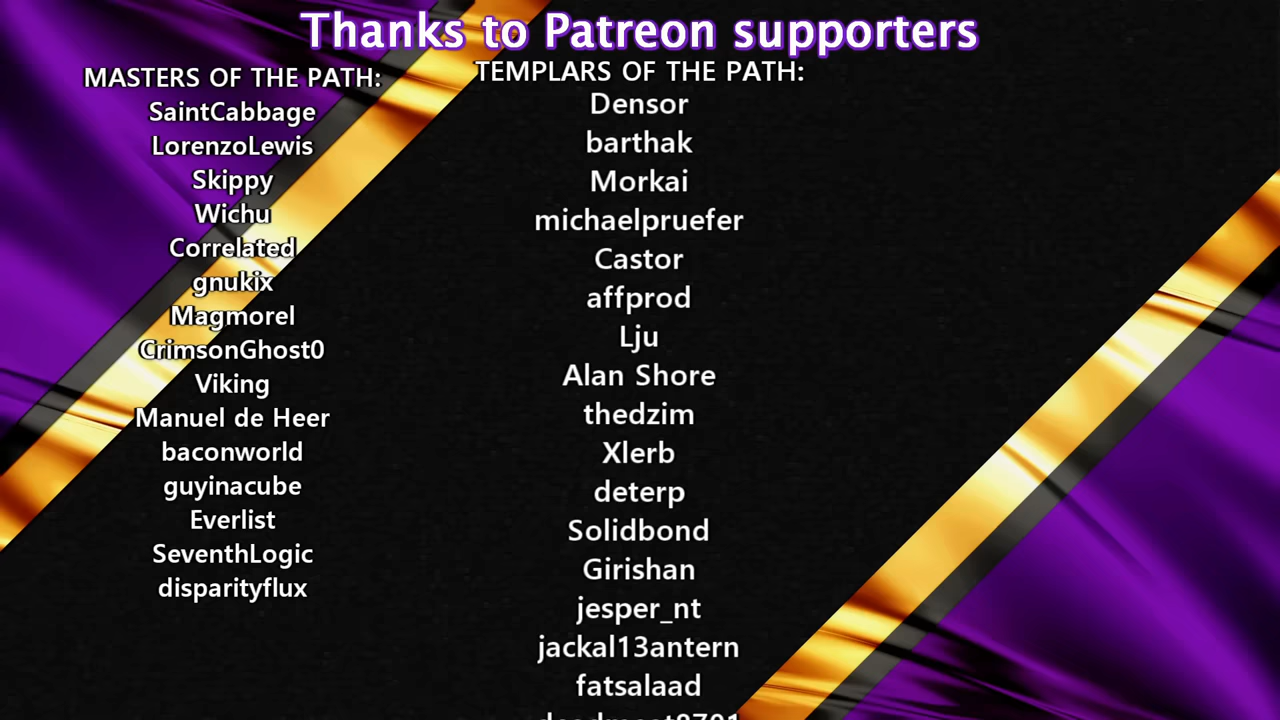 Thanks to Patreon supporters
MASTERS OF THE PATH:
SaintCabbage
LorenzoLewis
Skippy
Wichu
Correlated
gnukix
Magmorel
CrimsonGhost0
Viking
Manuel de Heer
baconworld
guyinacube
Everlist
SeventhLogic
disparityflux
TEMPLARS OF THE PATH:
Densor
barthak
Morkai
michaelpruefer
Castor
affprod
Lju
Alan Shore
thedzim
Xlerb
deterp
Solidbond
Girishan
jesper_nt
jackal13antern
fatsalaad